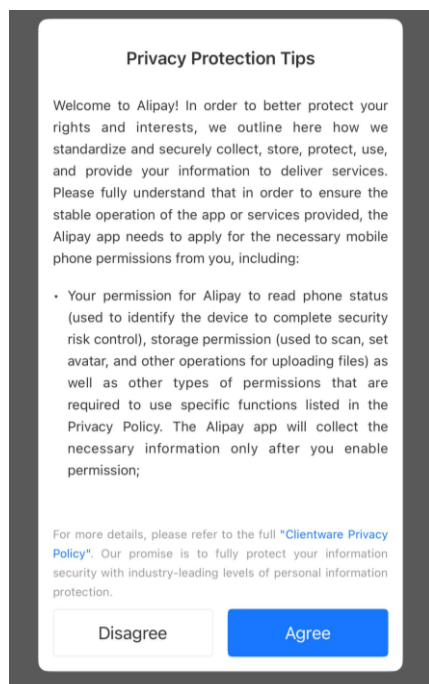 Privacy Protection Tips
Welcome to Alipay! In order to better protect your
rights and interests, we outline here how we
standardize and securely collect, store, protect, use,
and provide your information to deliver services.
Please fully understand that in order to ensure the
stable operation of the app or services provided, the
Alipay app needs to apply for the necessary mobile
phone permissions from you, including:
· Your permission for Alipay to read phone status
(used to identify the device to complete security
risk control), storage permission (used to scan, set
avatar, and other operations for uploading files) as
well as other types of permissions that are
required to use specific functions listed in the
Privacy Policy. The Alipay app will collect the
necessary information only after you enable
permission;
For more details, please refer to the full "Clientware Privacy
Policy". Our promise is to fully protect your information
security with industry-leading levels of personal information
protection.
Disagree
Agree